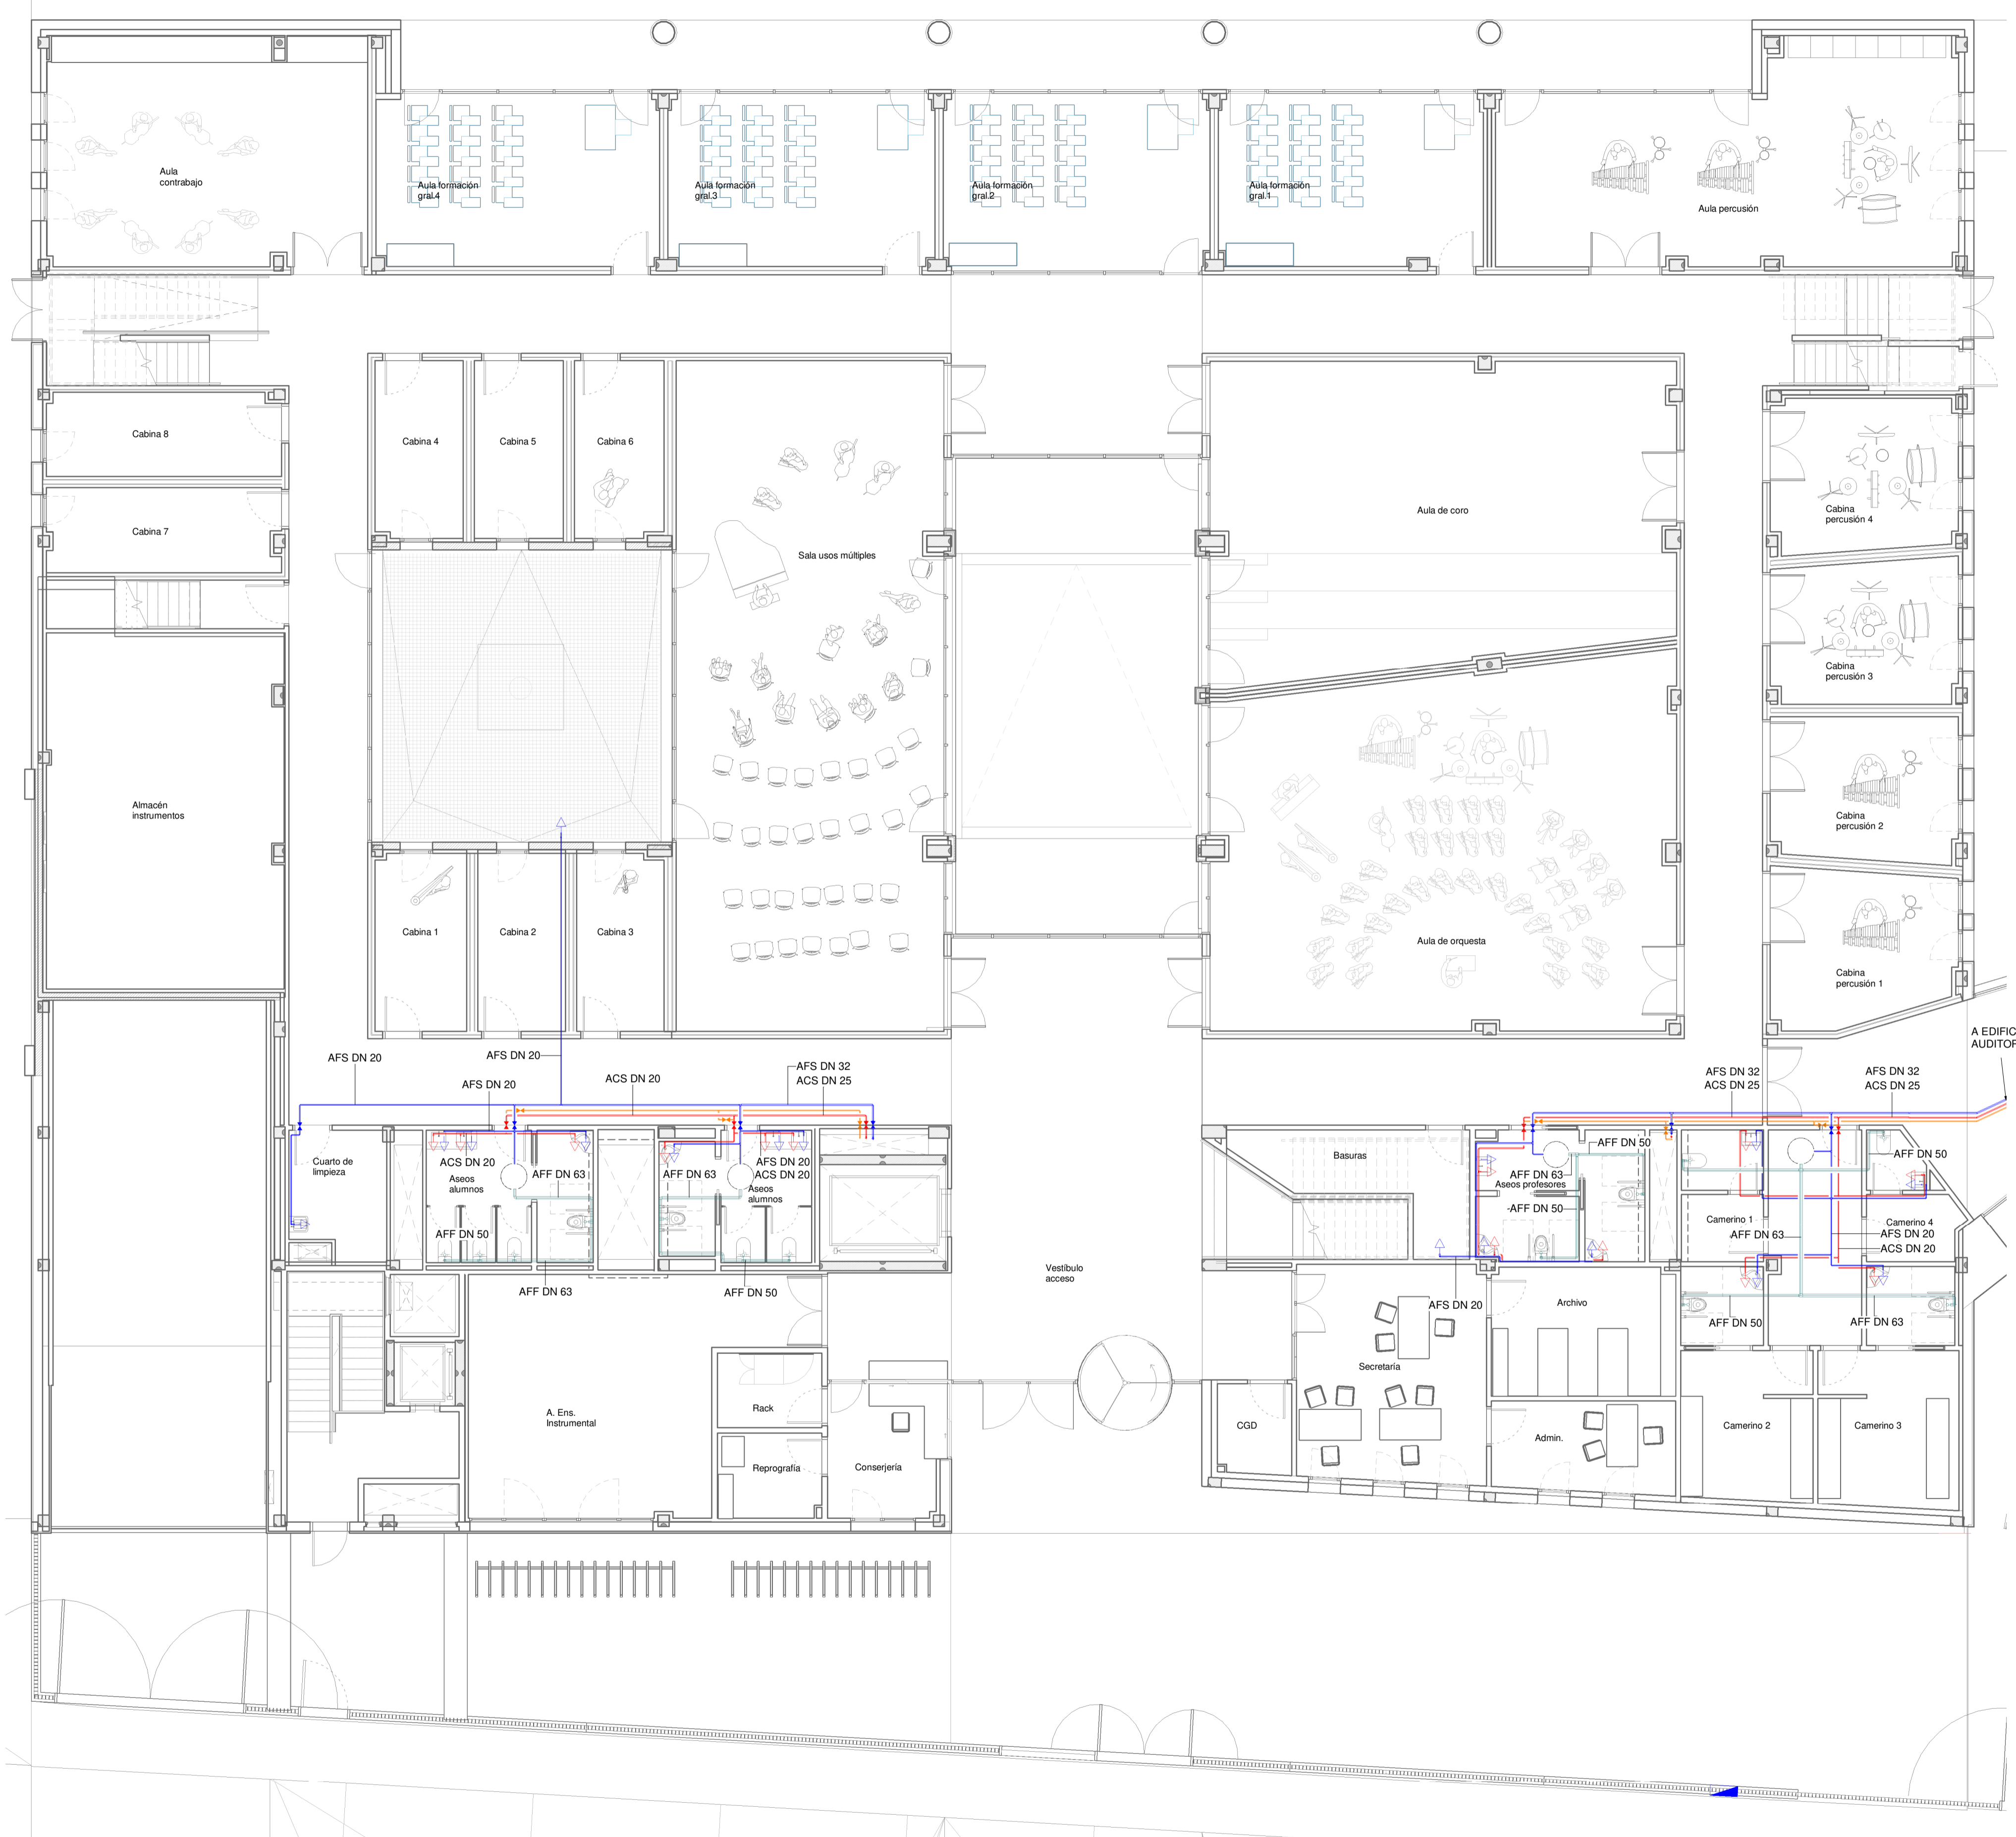 Aula
contrabajo
Aula formación
gral.4
Aula formación
gral.3
Aula formación
gral.2
Aula formación
gral.1
Aula percusión
Cabina 8
Cabina 7
Cabina 4
Cabina 5
Cabina 6
Sala usos múltiples
Aula de coro
Cabina
percusión 4
Cabina
percusión 3
Cabina
percusión 2
Cabina
percusión 1
Almacén
instrumentos
Cabina 1
Cabina 2
Cabina 3
Aula de orquesta
A EDIFIC
AUDITOR
AFS DN 20
AFS DN 20
AFS DN 20
ACS DN 20
AFS DN 32
ACS DN 25
AFS DN 32
ACS DN 25
AFS DN 32
ACS DN 25
Cuarto de
limpieza
ACS DN 20
Aseos
alumnos
AFF DN 63
AFF DN 50
AFF DN 63
AFF DN 63
AFS DN 20
ACS DN 20
Aseos
alumnos
AFF DN 50
Basuras
AFF DN 50
AFF DN 63
Aseos profesores
AFF DN 50
AFS DN 20
AFF DN 50
Camerino 1
AFF DN 63
Camerino 4
AFS DN 20
ACS DN 20
AFF DN 50
AFF DN 63
Vestíbulo
acceso
Archivo
Secretaría
A. Ens.
Instrumental
Rack
Reprografía
Conserjería
CGD
Admin.
Camerino 2
Camerino 3